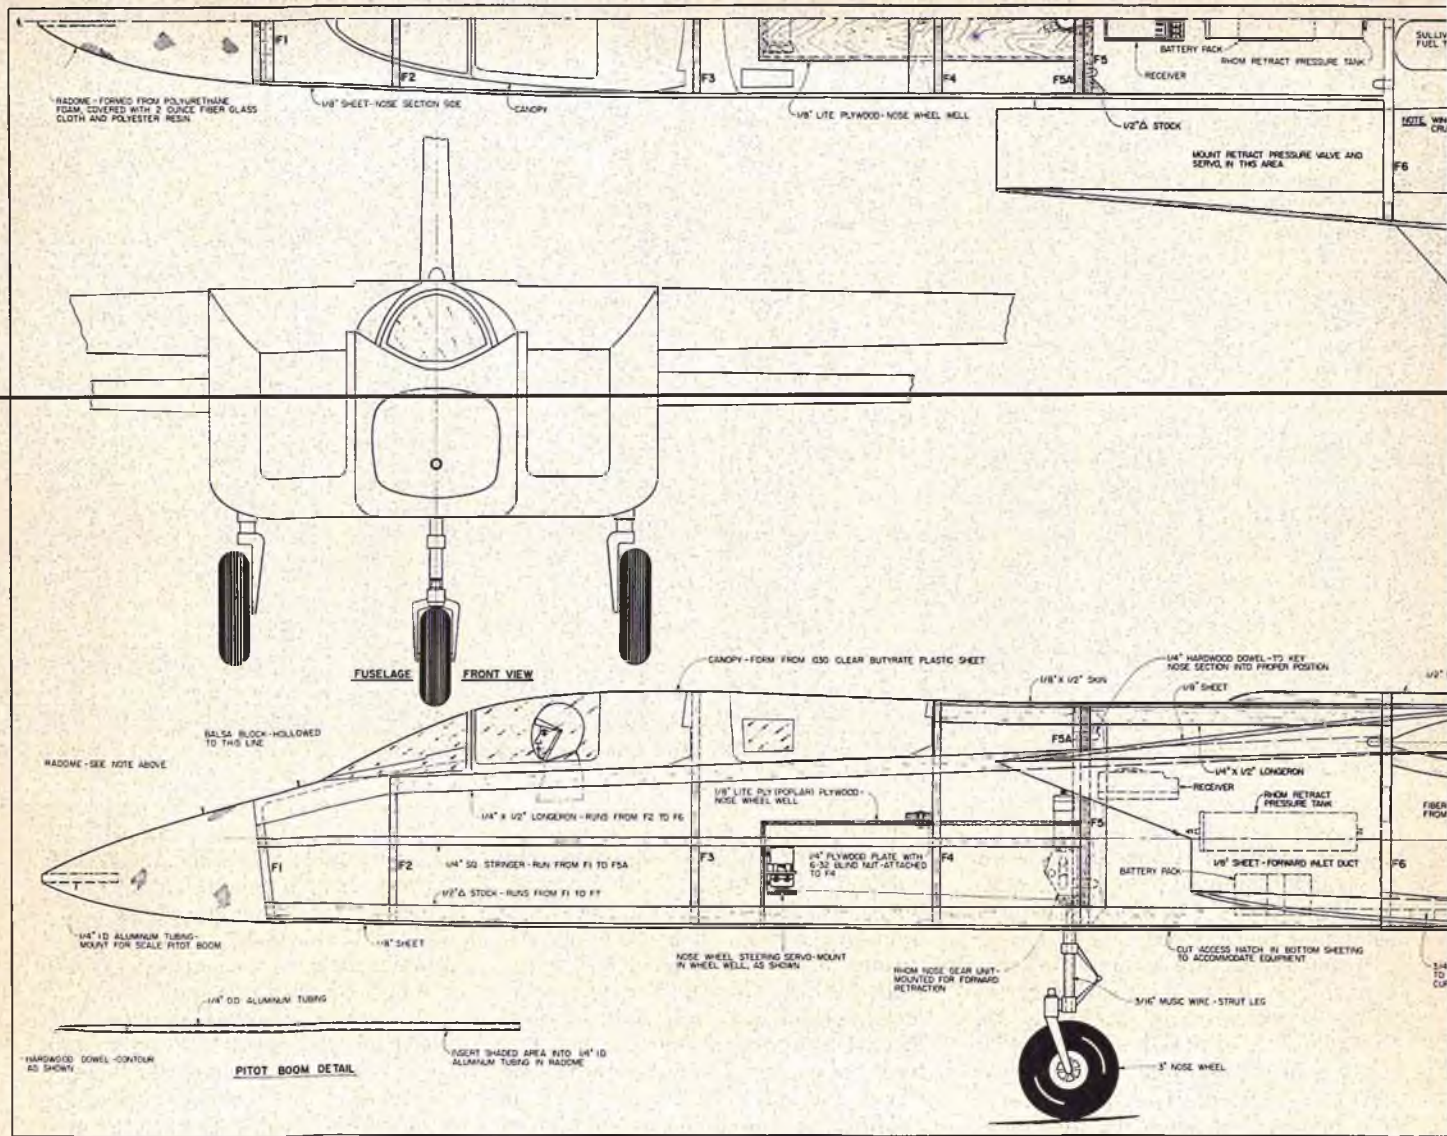 F1
F2
F3
F4
F5A
F5
BATTERY PACK
RECEIVER
RHOM RETRACT PRESSURE TANK
RADOME - FORMED FROM POLYURETHANE
FOAM, COVERED WITH 2 OUNCE FIBER GLASS
CLOTH AND POLYESTER RESIN.
1/8" SHEET - NOSE SECTION SIDE
CANOPY
1/8" LITE PLYWOOD - NOSE WHEEL WELL
1/2" Δ STOCK
MOUNT RETRACT PRESSURE VALVE AND
SERVO, IN THIS AREA
F6
NOTE
FUSELAGE FRONT VIEW
CANOPY - FORM FROM .030 CLEAR BUTYRATE PLASTIC SHEET
1/8" X 1/2" SKIN
1/4" HARDWOOD DOWEL - TO KEY
NOSE SECTION INTO PROPER POSITION
1/8" SHEET
BALSA BLOCK - HOLLOWED
TO THIS LINE
RADOME - SEE NOTE ABOVE
F5A
1/4" X 1/2" LONGERON
RECEIVER
RHOM RETRACT
PRESSURE TANK
1/8" LITE PLY (POPLAR) PLYWOOD -
NOSE WHEEL WELL
1/4" X 1/2" LONGERON - RUNS FROM F2 TO F6
F5
FIBER
FROM
F1
F2
1/4" SQ. STRINGER - RUN FROM F1 TO F5A
F3
1/4" PLYWOOD PLATE WITH
6-32 BLIND NUT - ATTACHED
TO F4
F4
1/8" SHEET - FORWARD INLET DUCT
F6
BATTERY PACK
1/2" Δ STOCK - RUNS FROM F1 TO F7
1/4" I.D. ALUMINUM TUBING -
MOUNT FOR SCALE PITOT BOOM
1/8" SHEET
NOSE WHEEL STEERING SERVO - MOUNT
IN WHEEL WELL, AS SHOWN
RHOM NOSE GEAR UNIT -
MOUNTED FOR FORWARD
RETRACTION
CUT ACCESS HATCH IN BOTTOM SHEETING
TO ACCOMMODATE EQUIPMENT
3/16" MUSIC WIRE - STRUT LEG
1/4" O.D. ALUMINUM TUBING
HARDWOOD DOWEL - CONTOUR
AS SHOWN
PITOT BOOM DETAIL
INSERT SHADED AREA INTO 1/4" I.D.
ALUMINUM TUBING IN RADOME
3" NOSE WHEEL